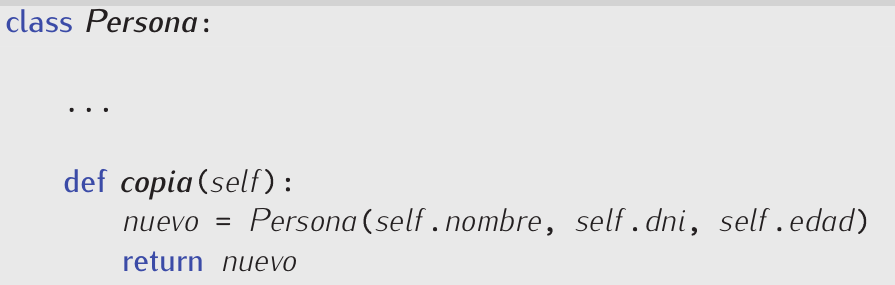 class Persona:
...
def copia(self):
nuevo = Persona(self.nombre, self.dni, self.edad)
return nuevo